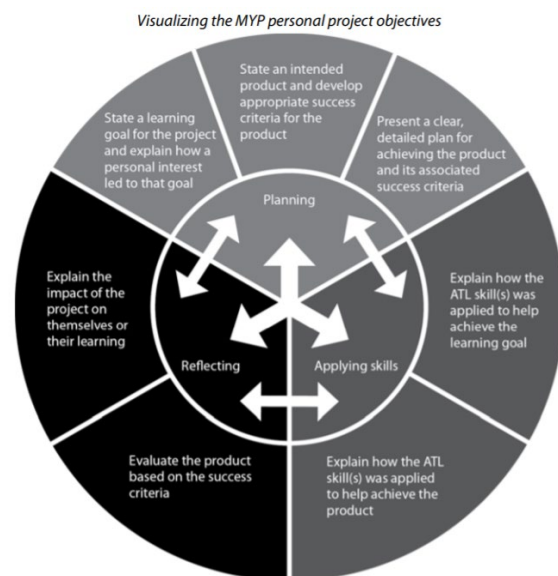 Visualizing the MYP personal project objectives
State a learning
goal for the project
and explain how a
personal interest
led to that goal
State an intended
product and develop
appropriate success
criteria for the
product
Present a clear,
detailed plan for
achieving the product
and its associated
success criteria
Planning
Explain the
impact of the
project on
themselves or
their learning
Reflecting
Applying skills
Explain how the
ATL skill(s) was
applied to help
achieve the
learning goal
Evaluate the product
based on the success
criteria
Explain how the ATL
skill(s) was applied
to help achieve the
product